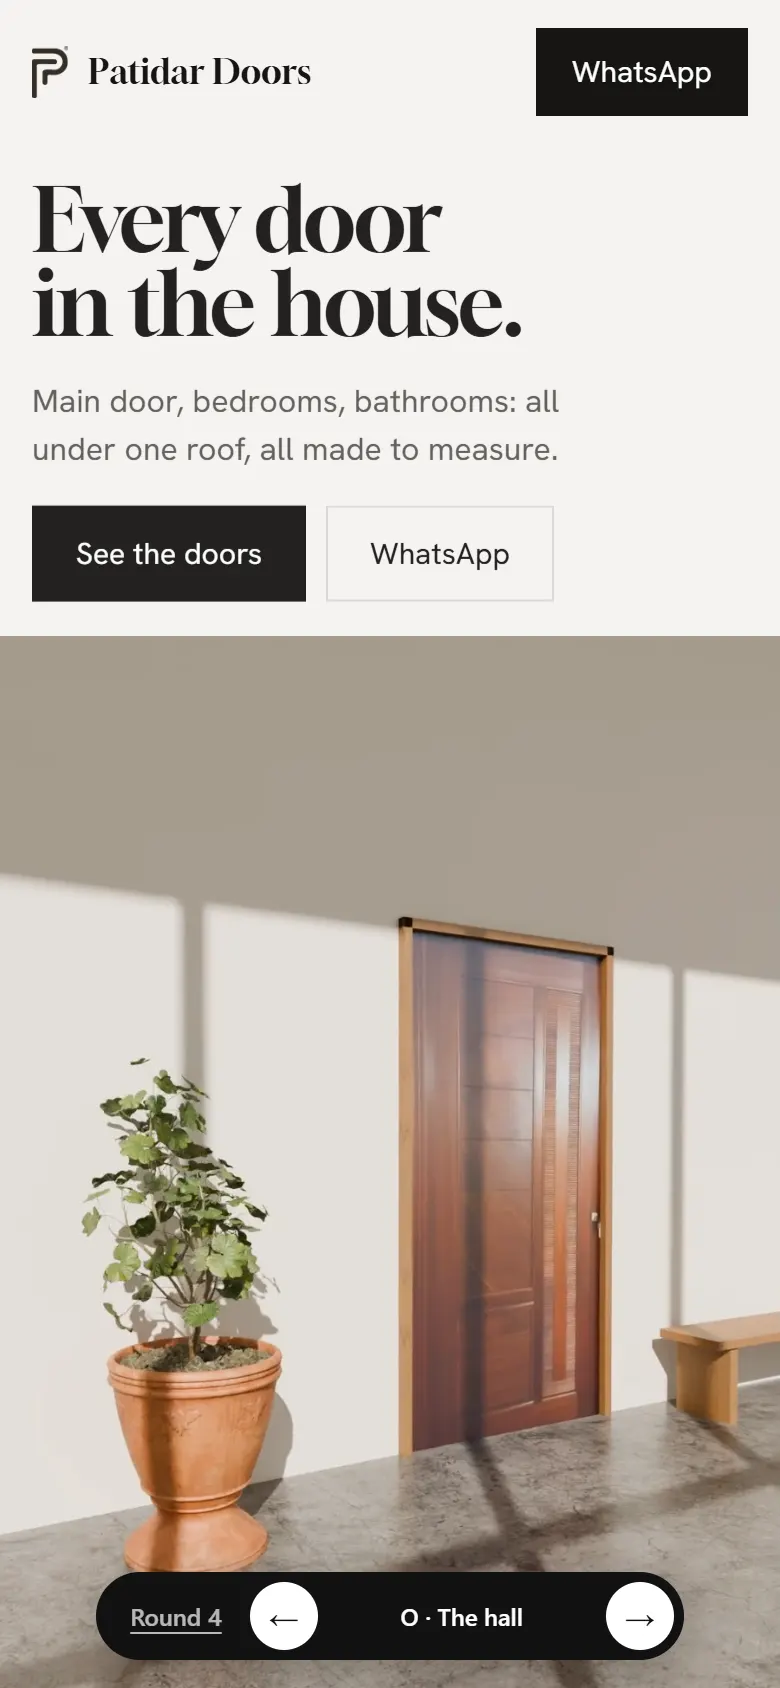 Patidar Doors
WhatsApp
Every door
in the house.
Main door, bedrooms, bathrooms: all
under one roof, all made to measure.
See the doors
WhatsApp
Round 4
←
O · The hall
→